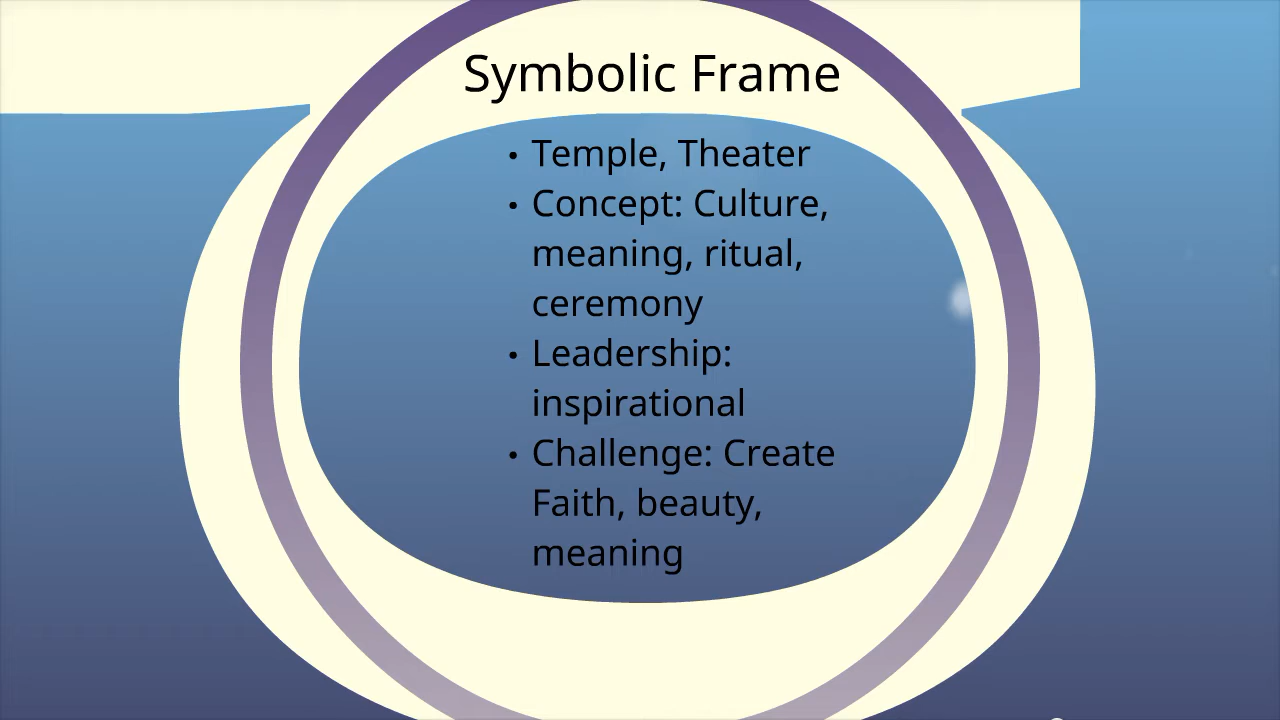 Symbolic Frame
• Temple, Theater
• Concept: Culture,
meaning, ritual,
ceremony
• Leadership:
inspirational
• Challenge: Create
Faith, beauty,
meaning